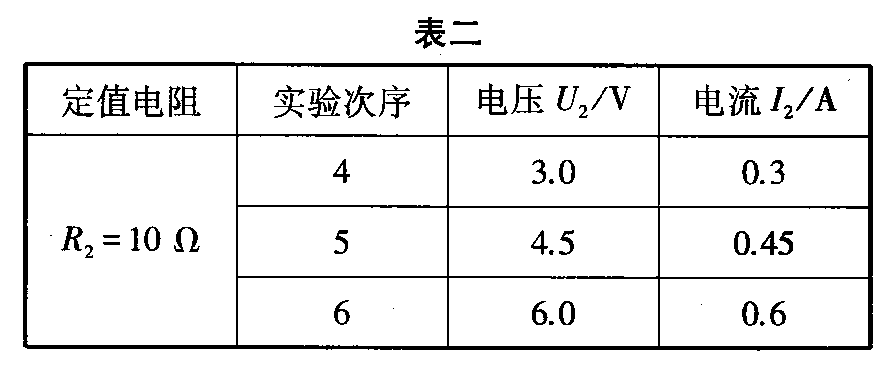 表二
定值电阻 实验次序 电压 U₂/V 电流 I₂/A
4 3.0 0.3
R₂=10 Ω 5 4.5 0.45
6 6.0 0.6